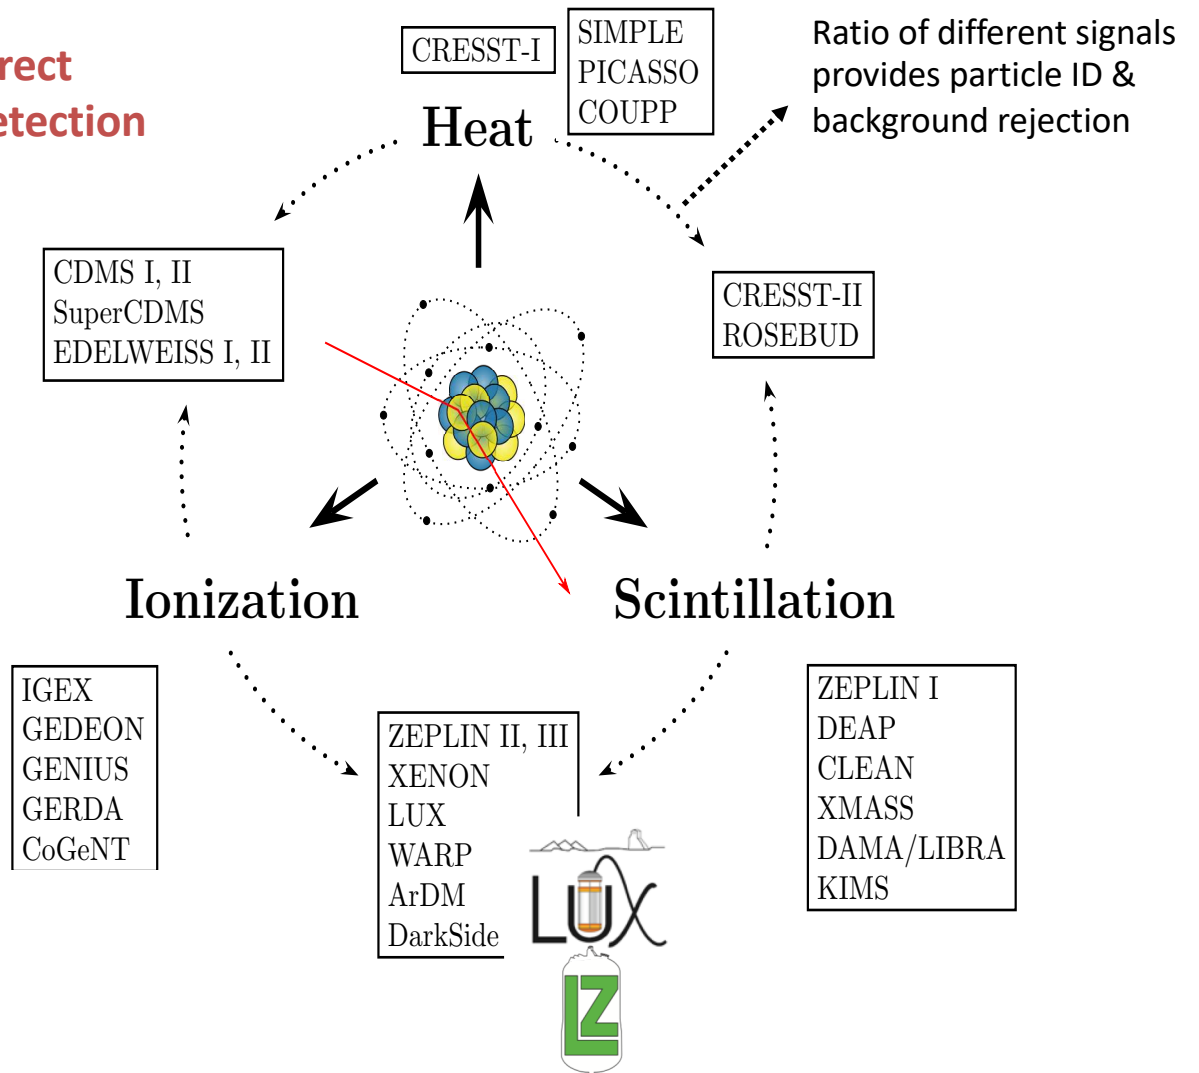 rect
etection
CRESST-I
SIMPLE
PICASSO
COUPP
Ratio of different signals
provides particle ID &
background rejection
Heat
CDMS I, II
SuperCDMS
EDELWEISS I, II
CRESST-II
ROSEBUD
Ionization
Scintillation
IGEX
GEDEON
GENIUS
GERDA
CoGeNT
ZEPLIN II, III
XENON
LUX
WARP
ArDM
DarkSide
ZEPLIN I
DEAP
CLEAN
XMASS
DAMA/LIBRA
KIMS
LUX
LZ